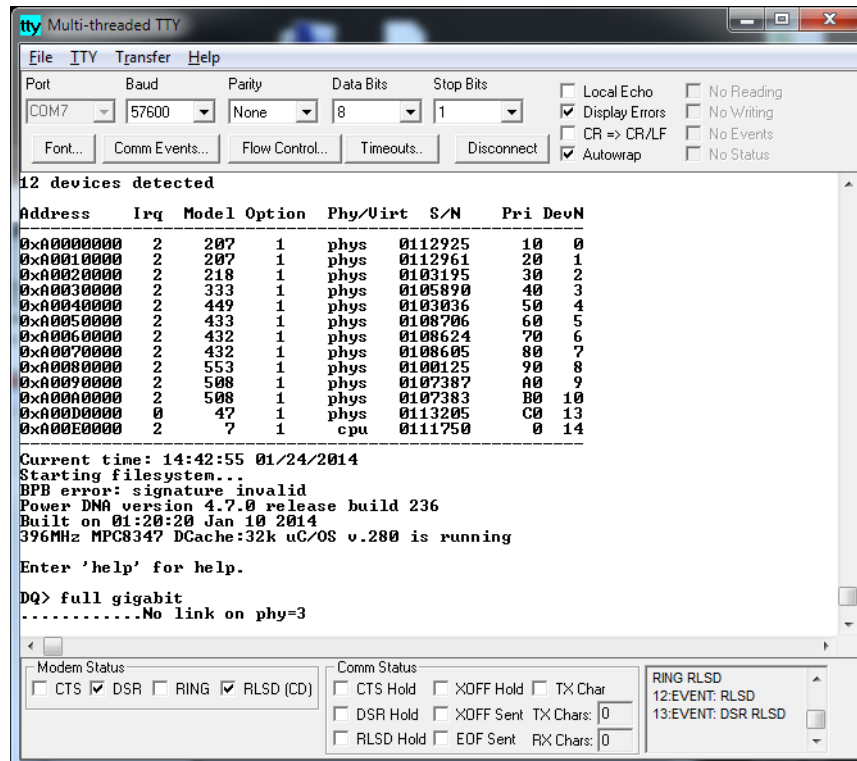 tty Multi-threaded TTY
File TTY Transfer Help
Port Baud Parity Data Bits Stop Bits
COM7 57600 None 8 1
Local Echo No Reading
Display Errors No Writing
CR => CR/LF No Events
Autowrap No Status
Font... Comm Events... Flow Control... Timeouts.. Disconnect
12 devices detected
Address Irq Model Option Phy/Virt S/N Pri DevN
------------------------------------------------------------------
0xA0000000 2 207 1 phys 0112925 10 0
0xA0010000 2 207 1 phys 0112961 20 1
0xA0020000 2 218 1 phys 0103195 30 2
0xA0030000 2 333 1 phys 0105890 40 3
0xA0040000 2 449 1 phys 0103036 50 4
0xA0050000 2 433 1 phys 0108706 60 5
0xA0060000 2 432 1 phys 0108624 70 6
0xA0070000 2 432 1 phys 0108605 80 7
0xA0080000 2 553 1 phys 0100125 90 8
0xA0090000 2 508 1 phys 0107387 A0 9
0xA00A0000 2 508 1 phys 0107383 B0 10
0xA00D0000 0 47 1 phys 0113205 C0 13
0xA00E0000 2 7 1 cpu 0111750 0 14
------------------------------------------------------------------
Current time: 14:42:55 01/24/2014
Starting filesystem...
BPB error: signature invalid
Power DNA version 4.7.0 release build 236
Built on 01:20:20 Jan 10 2014
396MHz MPC8347 DCache:32k uC/OS v.280 is running
Enter 'help' for help.
DQ> full gigabit
............No link on phy=3
Modem Status
CTS DSR RING RLSD (CD)
Comm Status
CTS Hold XOFF Hold TX Char
DSR Hold XOFF Sent TX Chars: 0
RLSD Hold EOF Sent RX Chars: 0
RING RLSD
12:EVENT: RLSD
13:EVENT: DSR RLSD